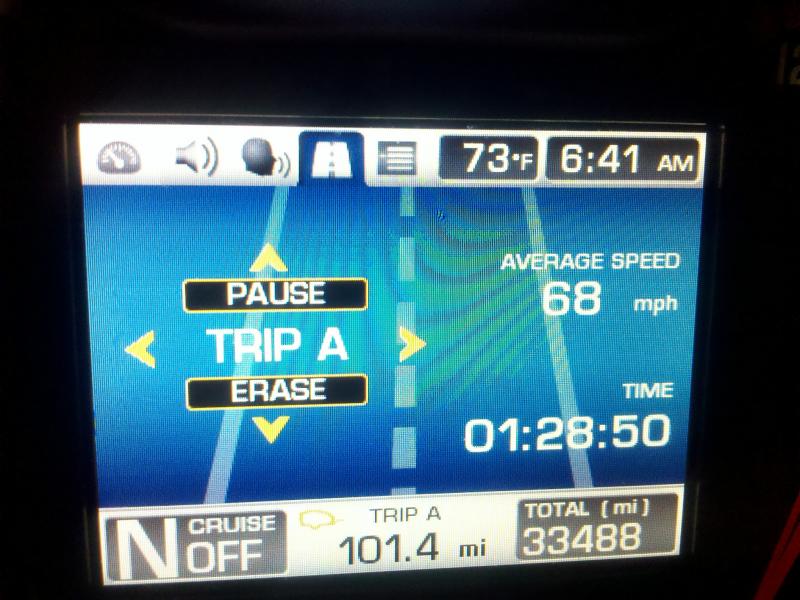 73°F 6:41 AM
PAUSE
TRIP A
ERASE
AVERAGE SPEED
68 mph
TIME
01:28:50
N CRUISE OFF
TRIP A
101.4 mi
TOTAL (mi)
33488